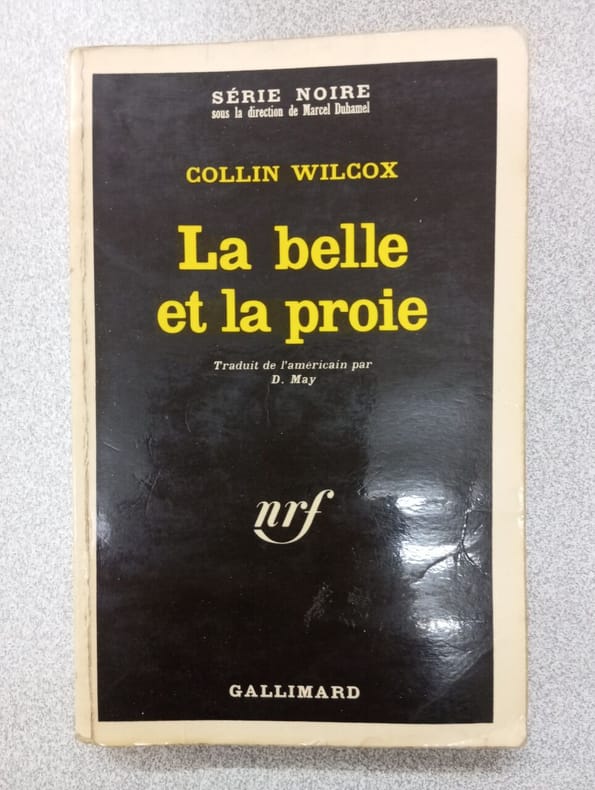 SÉRIE NOIRE
sous la direction de Marcel Duhamel
COLLIN WILCOX
La belle
et la proie
Traduit de l'américain par
D. May
nrf
GALLIMARD